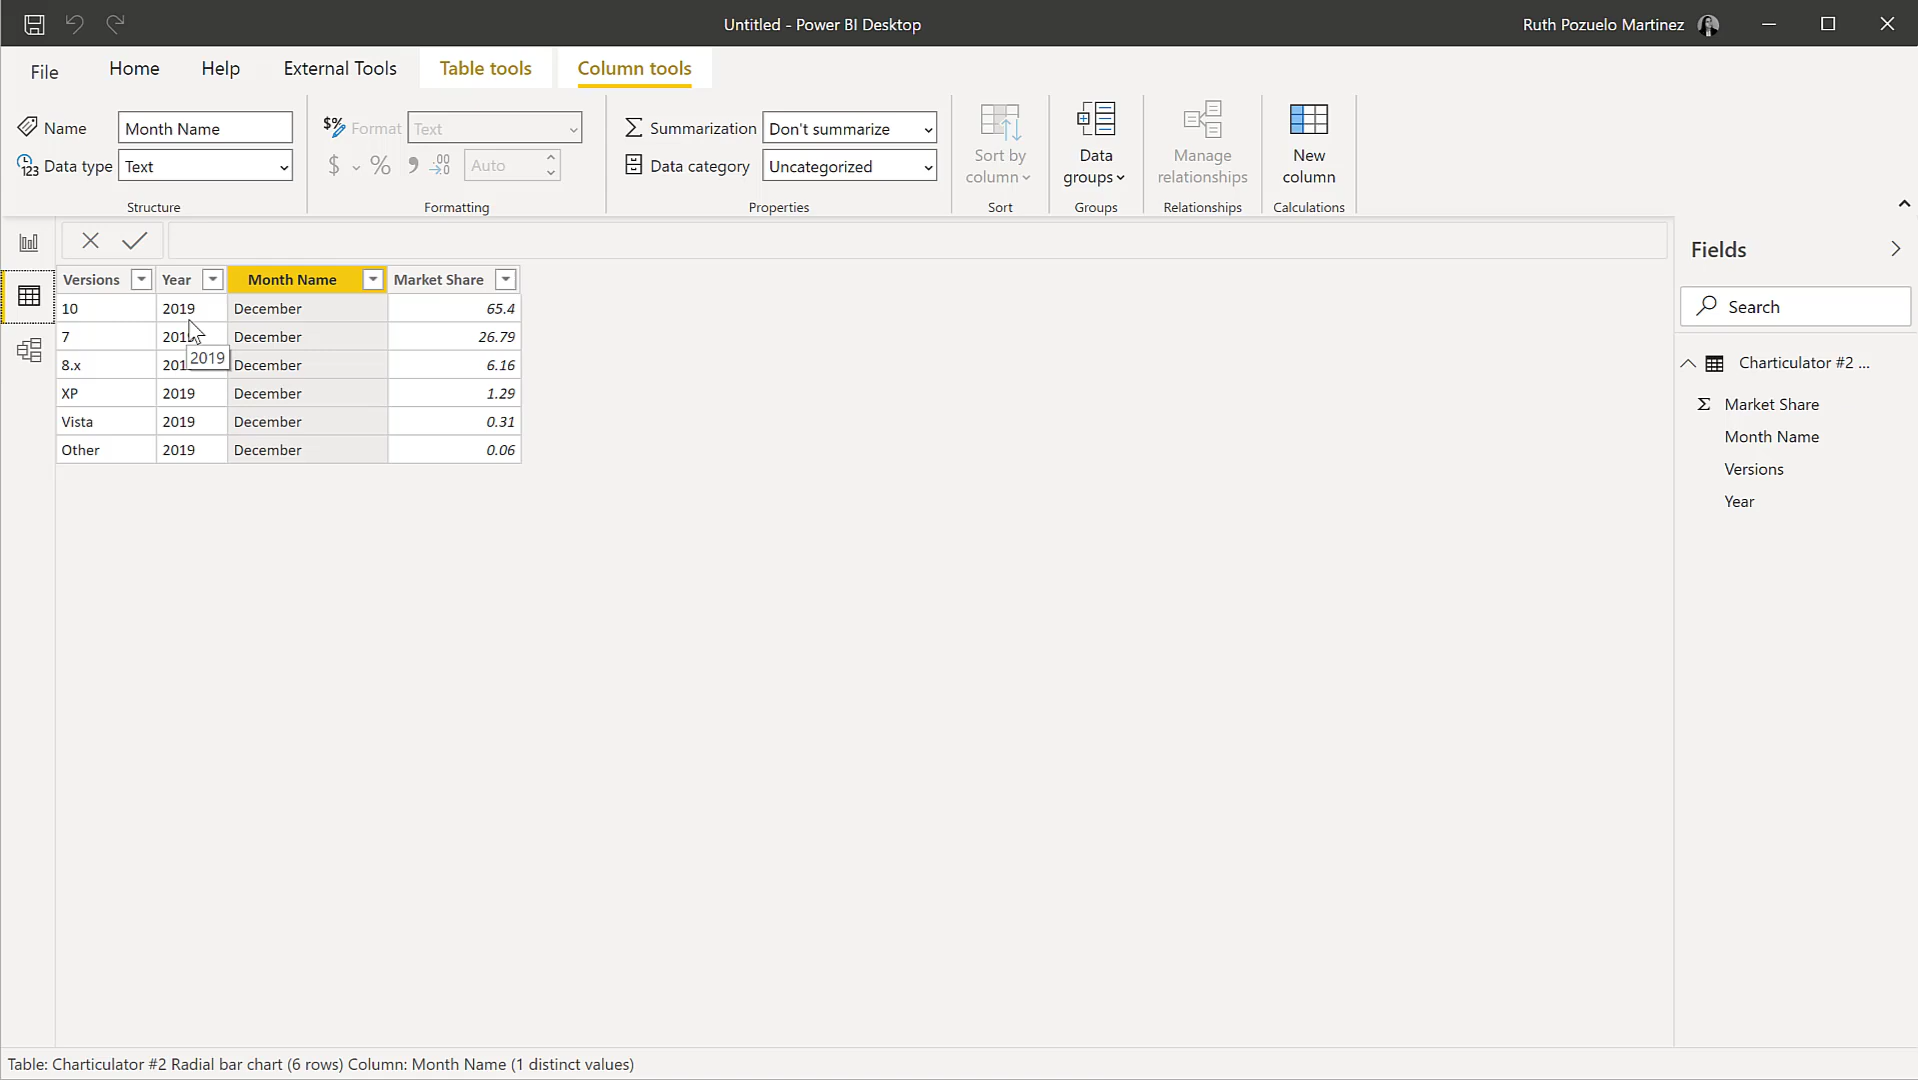 Untitled - Power BI Desktop
Ruth Pozuelo Martinez
File Home Help External Tools Table tools Column tools
Name Month Name
Data type Text
Structure
$% Format Text
$ % 9 .00 →.0 Auto
Formatting
Σ Summarization Don't summarize
Data category Uncategorized
Properties
Sort by
column
Sort
Data
groups
Groups
Manage
relationships
Relationships
New
column
Calculations
Versions Year Month Name Market Share
10 2019 December 65.4
7 201 December 26.79
8.x 201 December 6.16
2019
XP 2019 December 1.29
Vista 2019 December 0.31
Other 2019 December 0.06
Fields
Search
Charticulator #2 ...
Σ Market Share
Month Name
Versions
Year
Table: Charticulator #2 Radial bar chart (6 rows) Column: Month Name (1 distinct values)